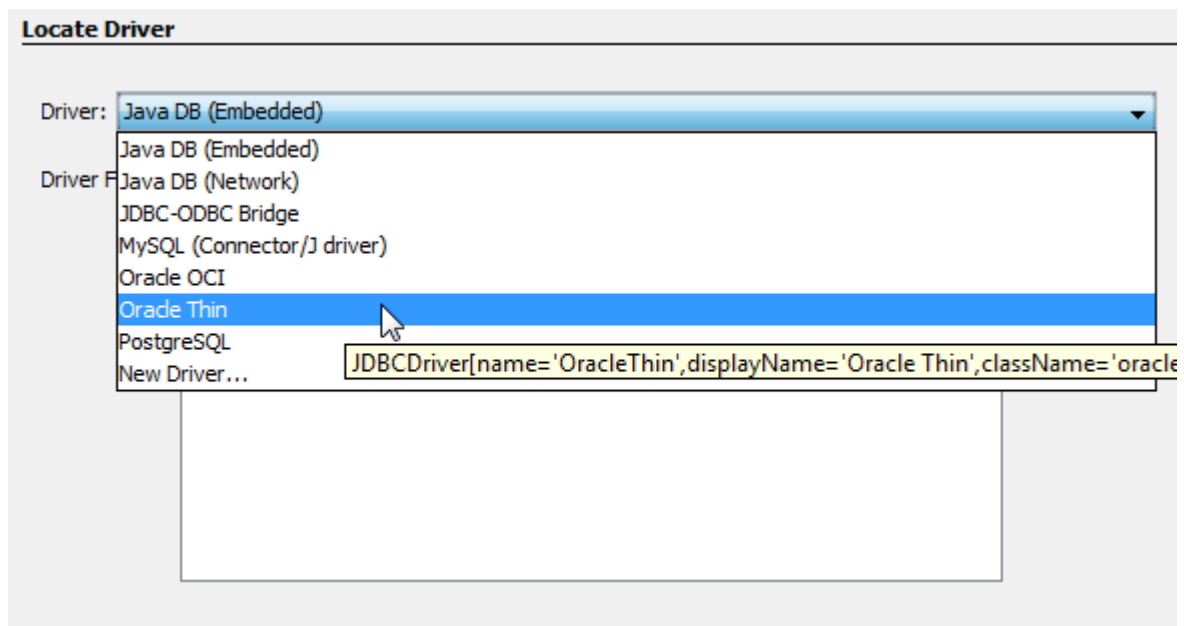 Locate Driver
Driver: Java DB (Embedded)
Java DB (Embedded)
Driver F Java DB (Network)
JDBC-ODBC Bridge
MySQL (Connector/J driver)
Oracle OCI
Oracle Thin
PostgreSQL
JDBCDriver[name='OracleThin',displayName='Oracle Thin',className='oracle
New Driver...